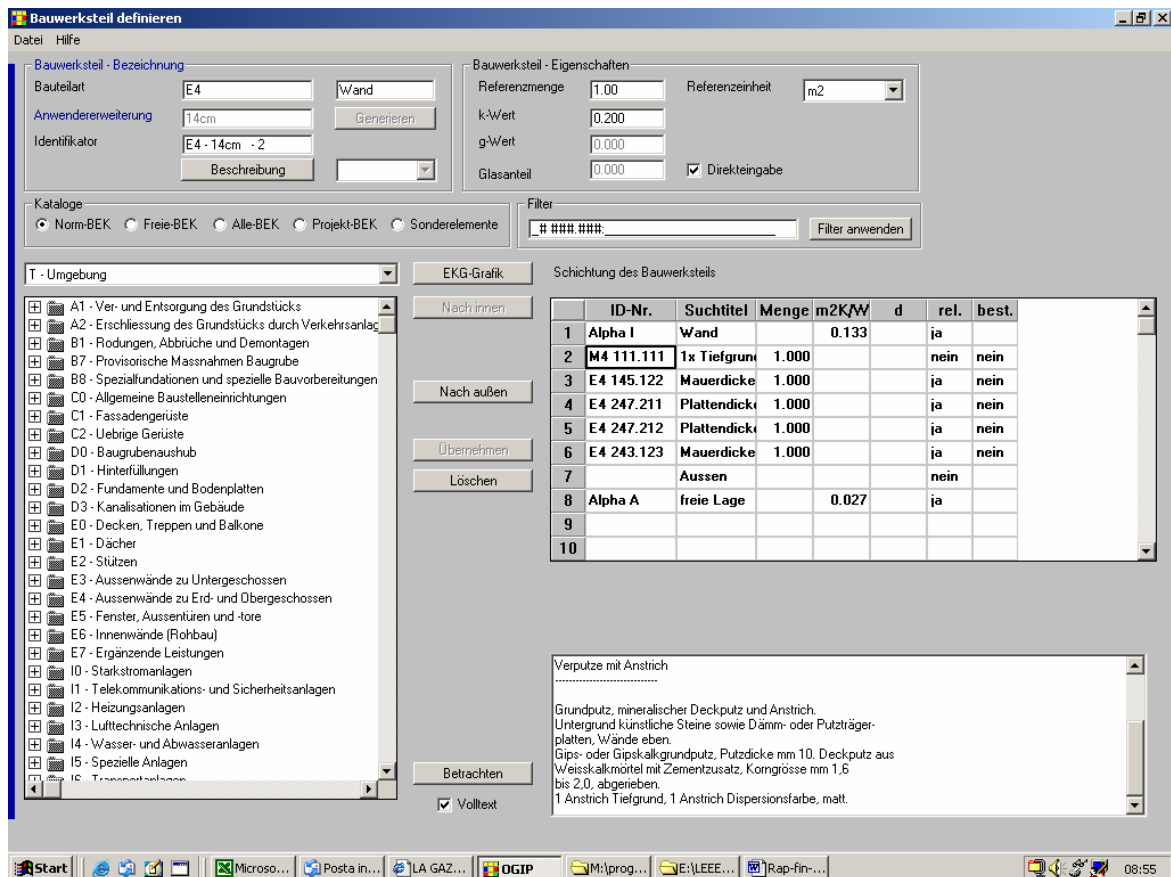 Bauwerksteil definieren
Datei Hilfe
Bauwerksteil - Bezeichnung
Bauteilart E4 Wand
Anwendererweiterung 14cm Generieren
Identifikator E4 - 14cm - 2
Beschreibung
Bauwerksteil - Eigenschaften
Referenzmenge 1.00 Referenzeinheit m2
k-Wert 0.200
g-Wert 0.000
Glasanteil 0.000 Direkteingabe
Kataloge
Norm-BEK Freie-BEK Alle-BEK Projekt-BEK Sonderelemente
Filter
_# ###.###:_ Filter anwenden
T - Umgebung
A1 - Ver- und Entsorgung des Grundstücks
A2 - Erschliessung des Grundstücks durch Verkehrsanlag
B1 - Rodungen, Abbrüche und Demontagen
B7 - Provisorische Massnahmen Baugrube
B8 - Spezialfundationen und spezielle Bauvorbereitungen
C0 - Allgemeine Baustelleneinrichtungen
C1 - Fassadengerüste
C2 - Uebrige Gerüste
D0 - Baugrubenaushub
D1 - Hinterfüllungen
D2 - Fundamente und Bodenplatten
D3 - Kanalisationen im Gebäude
E0 - Decken, Treppen und Balkone
E1 - Dächer
E2 - Stützen
E3 - Aussenwände zu Untergeschossen
E4 - Aussenwände zu Erd- und Obergeschossen
E5 - Fenster, Aussentüren und -tore
E6 - Innenwände (Rohbau)
E7 - Ergänzende Leistungen
I0 - Starkstromanlagen
I1 - Telekommunikations- und Sicherheitsanlagen
I2 - Heizungsanlagen
I3 - Lufttechnische Anlagen
I4 - Wasser- und Abwasseranlagen
I5 - Spezielle Anlagen
I6 - Transportanlagen
EKG-Grafik
Nach innen
Nach außen
Übernehmen
Löschen
Betrachten
Volltext
Schichtung des Bauwerksteils
ID-Nr. Suchtitel Menge m2K/W d rel. best.
1 Alpha I Wand 0.133 ja
2 M4 111.111 1x Tiefgrun 1.000 nein nein
3 E4 145.122 Mauerdicke 1.000 ja nein
4 E4 247.211 Plattendick 1.000 ja nein
5 E4 247.212 Plattendick 1.000 ja nein
6 E4 243.123 Mauerdicke 1.000 ja nein
7 Aussen nein
8 Alpha A freie Lage 0.027 ja
9
10
Verputze mit Anstrich
------------------------------
Grundputz, mineralischer Deckputz und Anstrich.
Untergrund künstliche Steine sowie Dämm- oder Putzträger-
platten, Wände eben.
Gips- oder Gipskalkgrundputz, Putzdicke mm 10. Deckputz aus
Weisskalkmörtel mit Zementzusatz, Korngrösse mm 1,6
bis 2,0, abgerieben.
1 Anstrich Tiefgrund, 1 Anstrich Dispersionsfarbe, matt.
Start Microso... Posta in... LA GAZ... OGIP M:\prog... E:\LEEE... Rap-fin-... 08:55